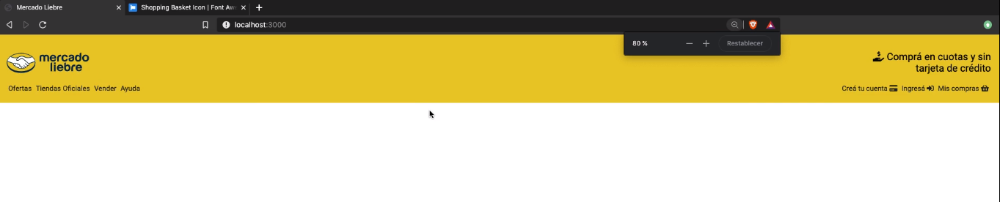 Mercado Liebre
Shopping Basket Icon | Font Aw
localhost:3000
80 %
Restablecer
mercado
liebre
Comprá en cuotas y sin
tarjeta de crédito
Ofertas Tiendas Oficiales Vender Ayuda
Creá tu cuenta Ingresá Mis compras